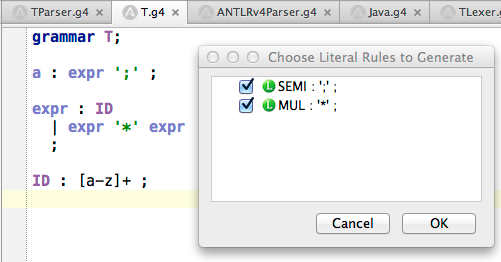 TParser.g4 × T.g4 × ANTLRv4Parser.g4 × Java.g4 × TLexer.g
grammar T;
a : expr ';' ;
expr : ID
| expr '*' expr
;
ID : [a-z]+ ;
Choose Literal Rules to Generate
L SEMI : ';' ;
L MUL : '*' ;
Cancel OK